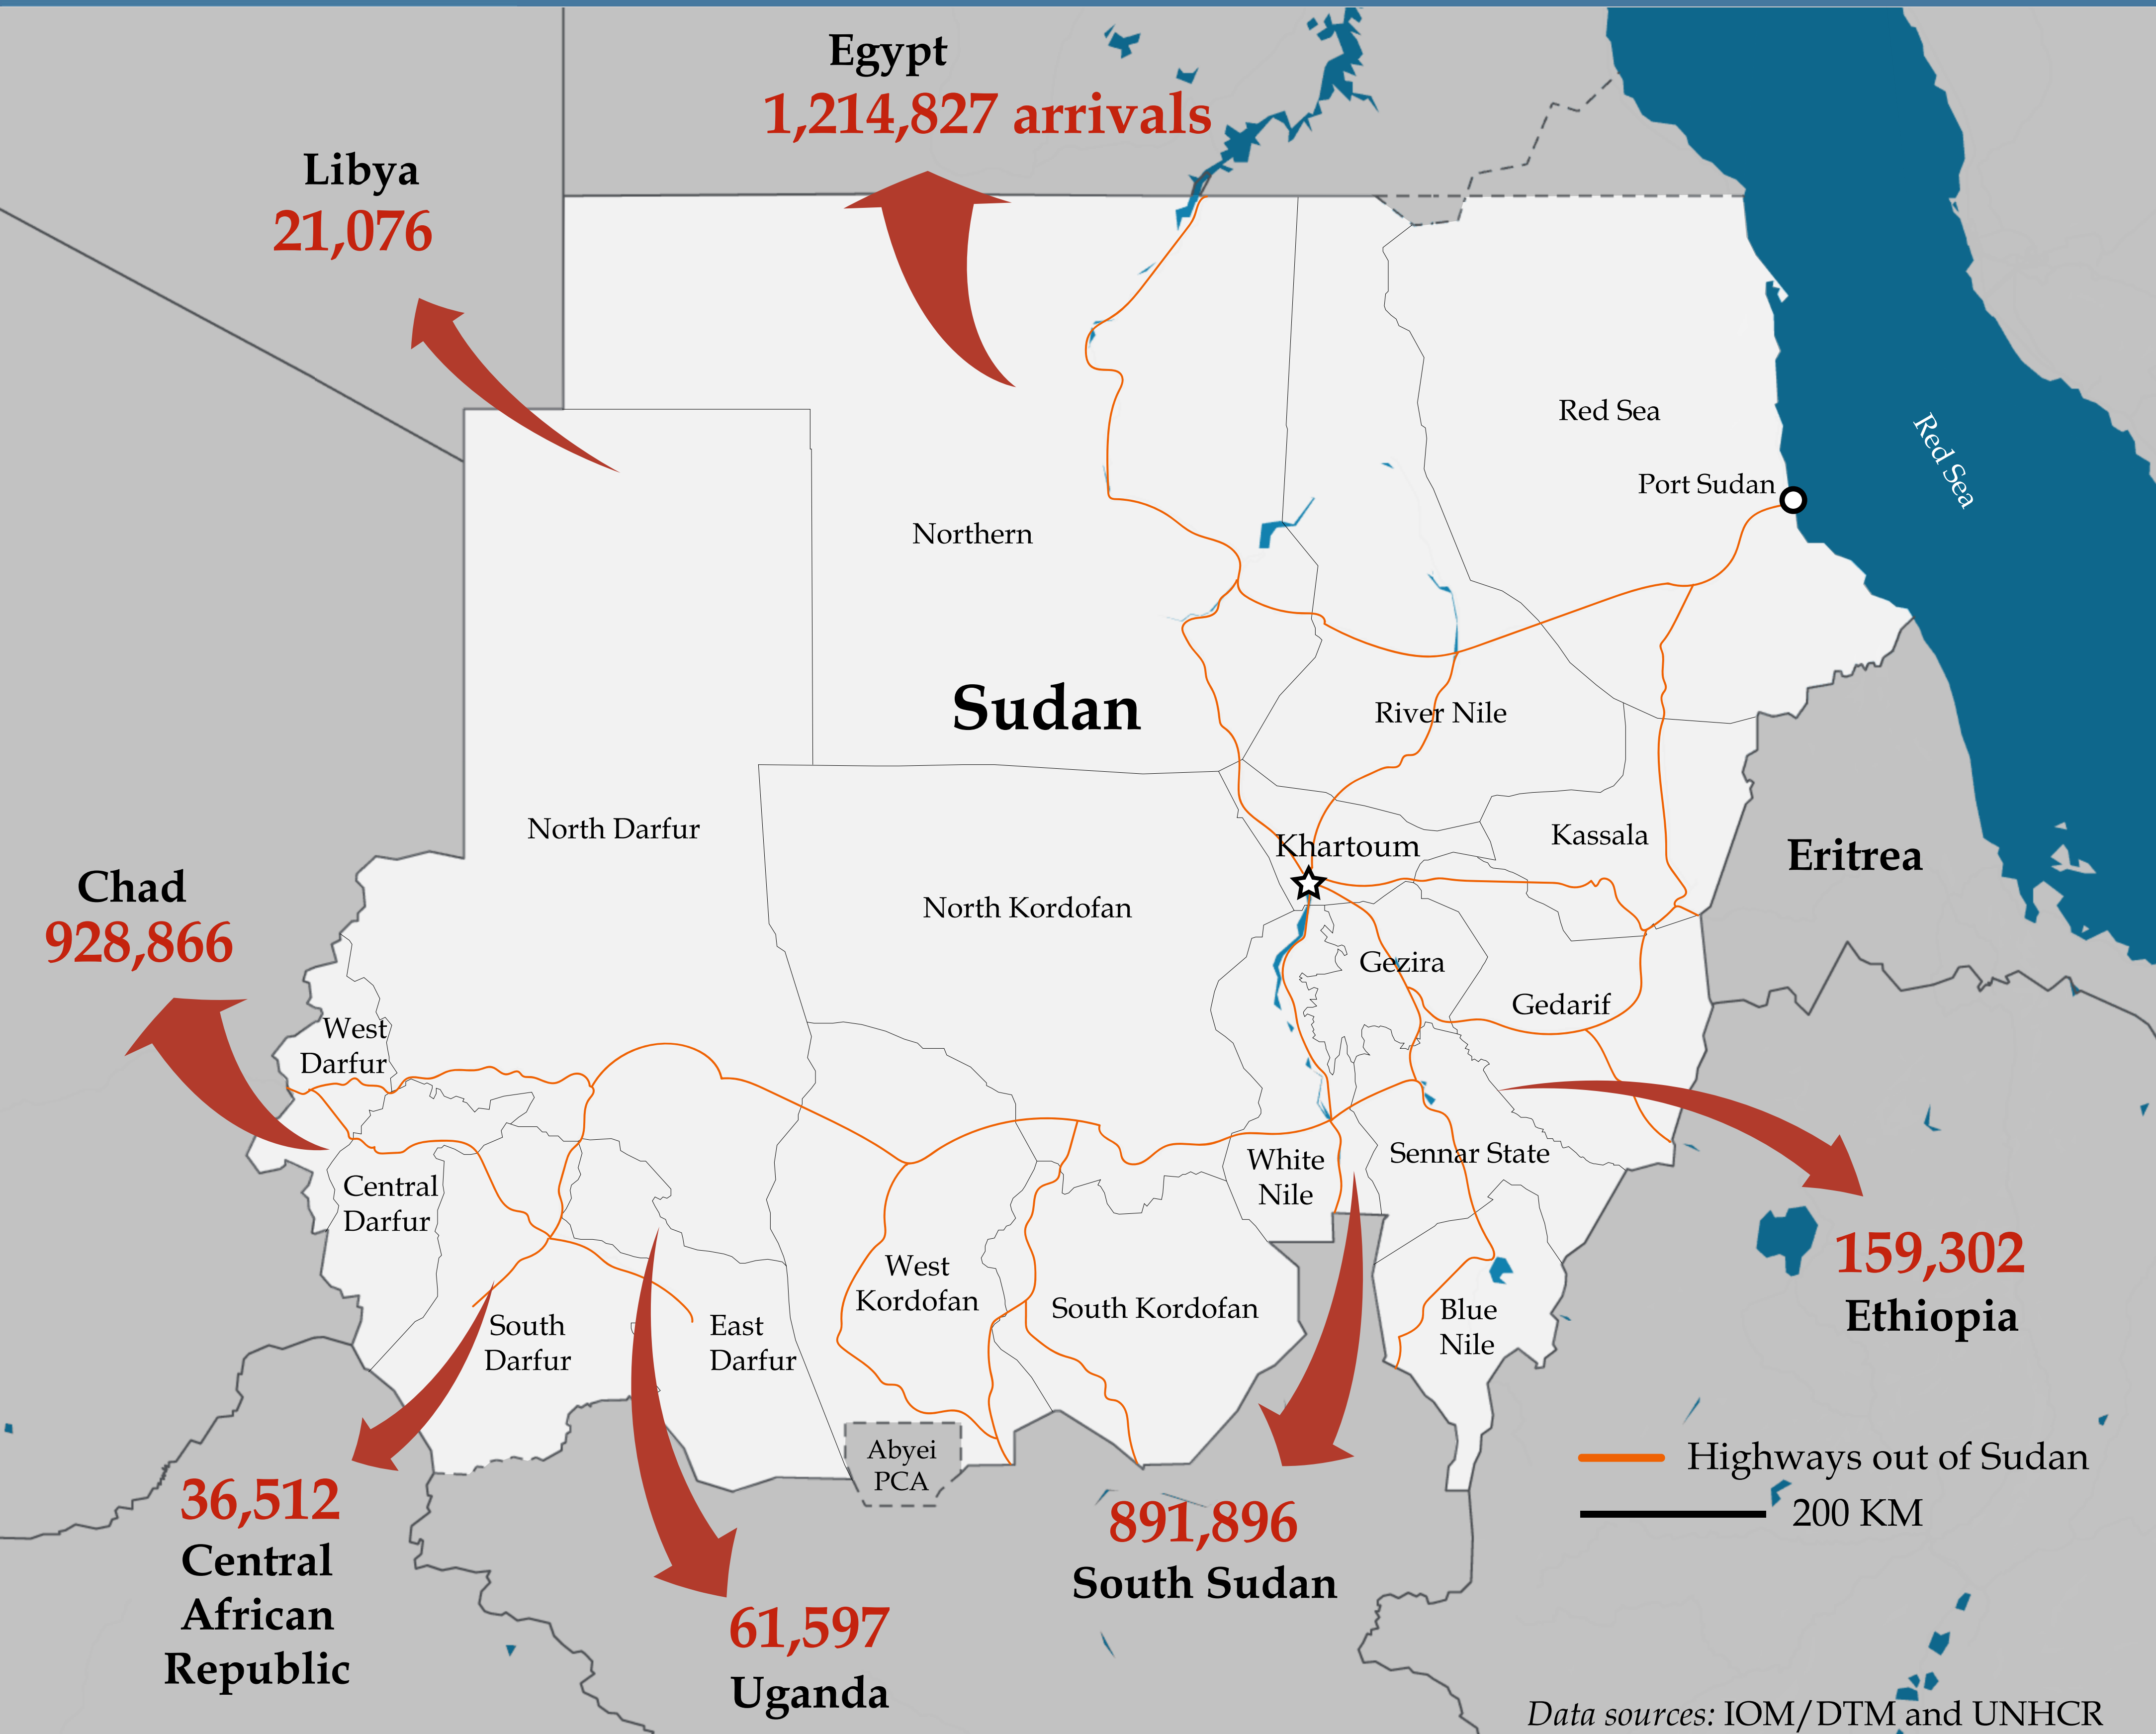 Egypt
1,214,827 arrivals
Libya
21,076
Red Sea
Port Sudan
Red Sea
Northern
Sudan
River Nile
North Darfur
Khartoum
Kassala
Eritrea
Chad
928,866
North Kordofan
Gezira
Gedarif
West
Darfur
Sennar State
White
Nile
Central
Darfur
159,302
Ethiopia
West
Kordofan
South Kordofan
Blue
Nile
South
Darfur
East
Darfur
Abyei
PCA
Highways out of Sudan
200 KM
36,512
Central
African
Republic
891,896
South Sudan
61,597
Uganda
Data sources: IOM/DTM and UNHCR